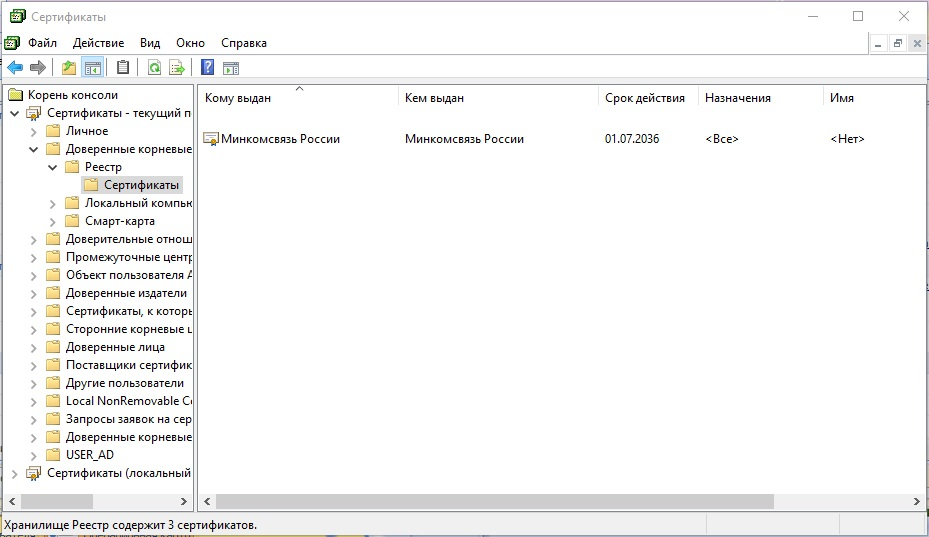 Сертификаты
Файл Действие Вид Окно Справка
Корень консоли
Сертификаты - текущий п
Личное
Доверенные корневые
Реестр
Сертификаты
Локальный компью
Смарт-карта
Доверительные отнош
Промежуточные центр
Объект пользователя A
Доверенные издатели
Сертификаты, к которы
Сторонние корневые ц
Доверенные лица
Поставщики сертифик
Другие пользователи
Local NonRemovable Ce
Запросы заявок на сер
Доверенные корневые
USER_AD
Сертификаты (локальный
Кому выдан Кем выдан Срок действия Назначения Имя
Минкомсвязь России Минкомсвязь России 01.07.2036 <Все> <Нет>
Хранилище Реестр содержит 3 сертификатов.